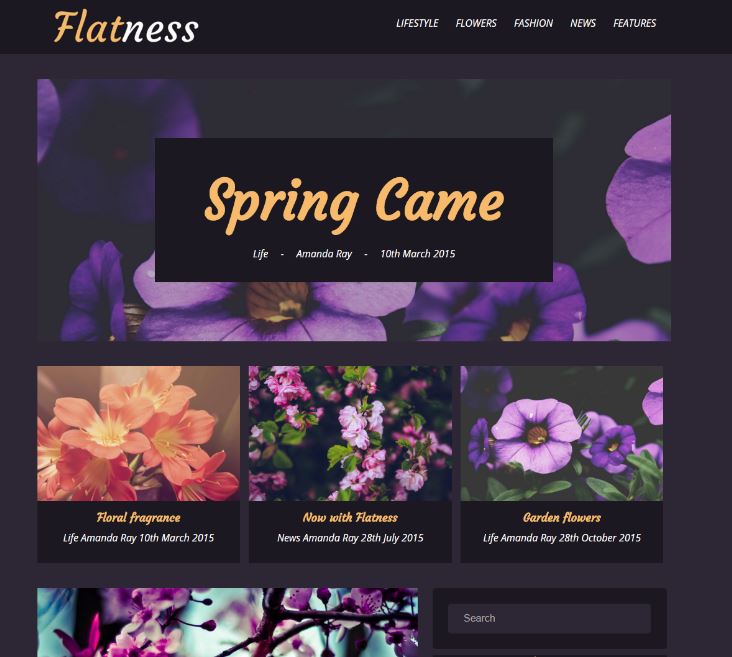 Flatness
LIFESTYLE FLOWERS FASHION NEWS FEATURES
Spring Came
Life - Amanda Ray - 10th March 2015
Floral fragrance
Life Amanda Ray 10th March 2015
Now with Flatness
News Amanda Ray 28th July 2015
Garden flowers
Life Amanda Ray 28th October 2015
Search